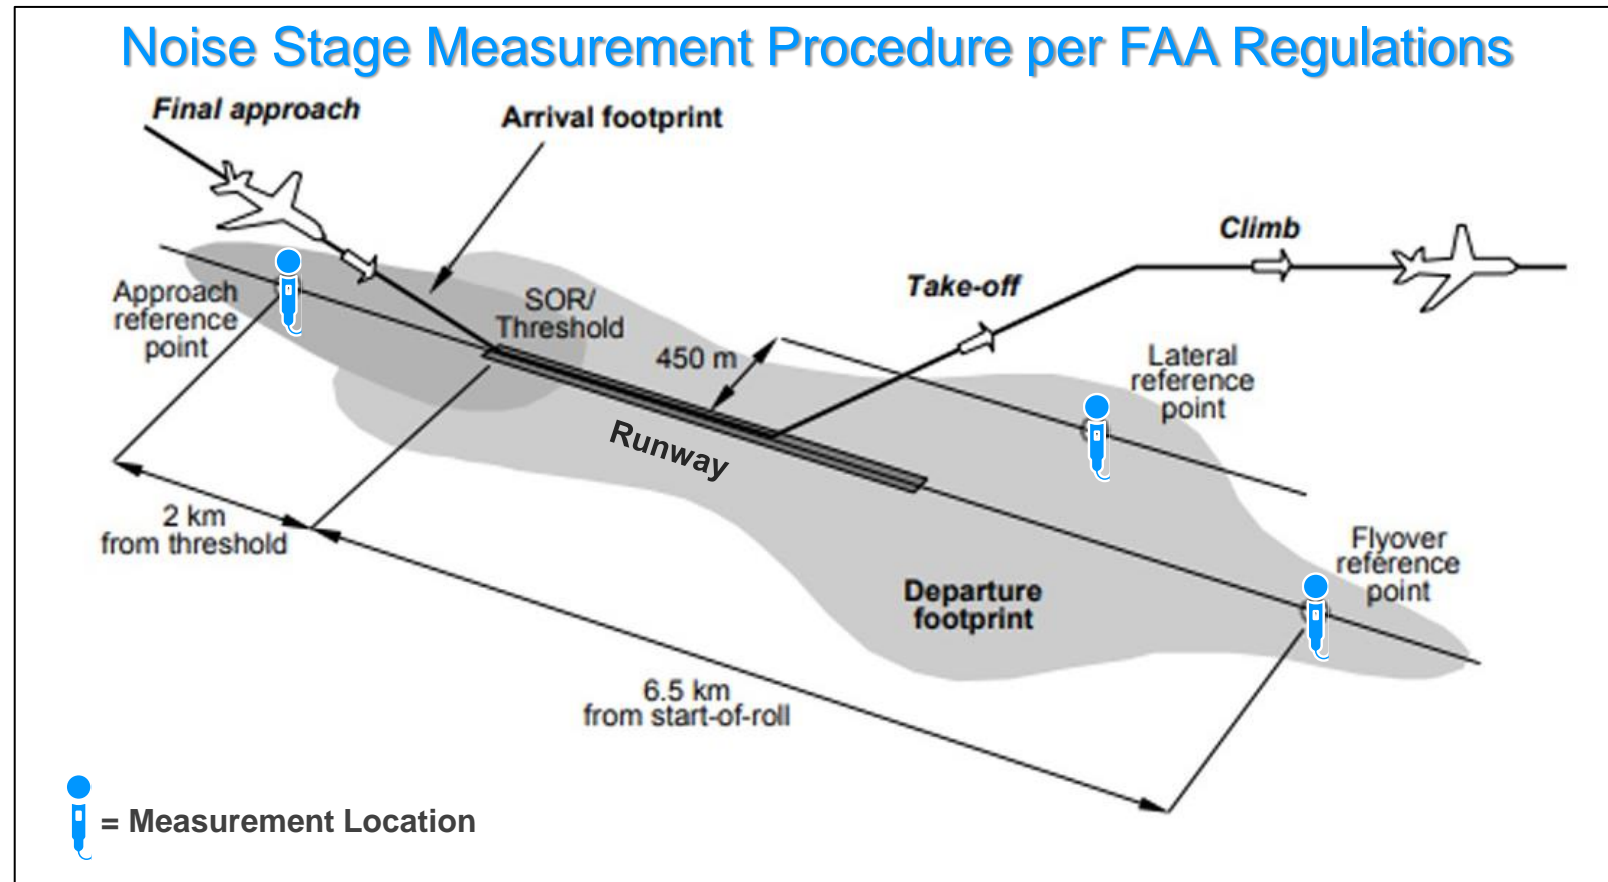 Noise Stage Measurement Procedure per FAA Regulations
Final approach
Arrival footprint
Climb
Take-off
Approach
reference
point
SOR/
Threshold
450 m
Lateral
reference
point
Runway
2 km
from threshold
Flyover
reference
point
Departure
footprint
6.5 km
from start-of-roll
= Measurement Location